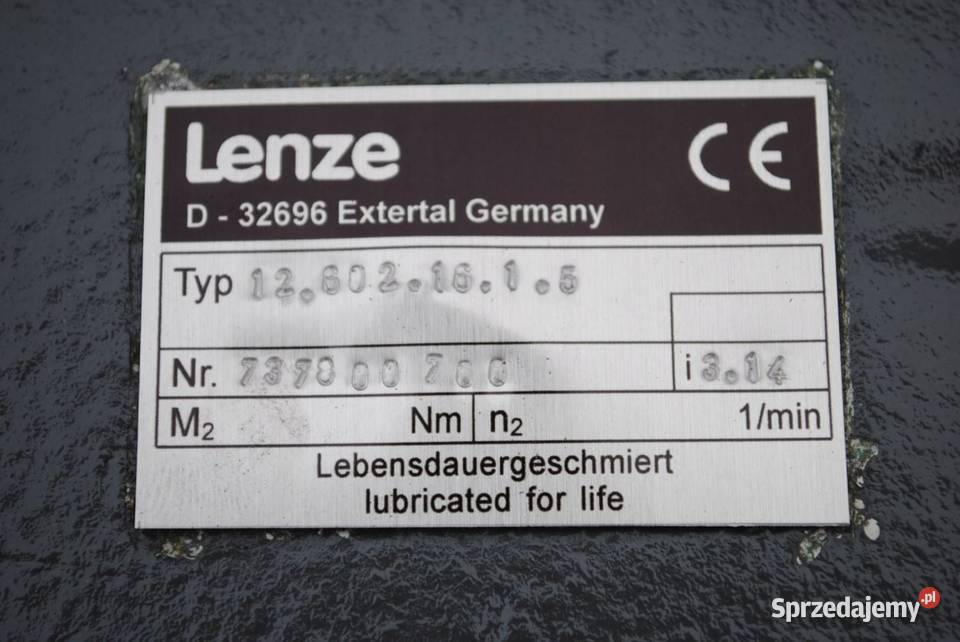 Lenze CE
D - 32696 Extertal Germany
Typ 12.602.16.1.5
Nr. 737800700 i 3.14
M2 Nm n2 1/min
Lebensdauergeschmiert
lubricated for life
Sprzedajemy.pl